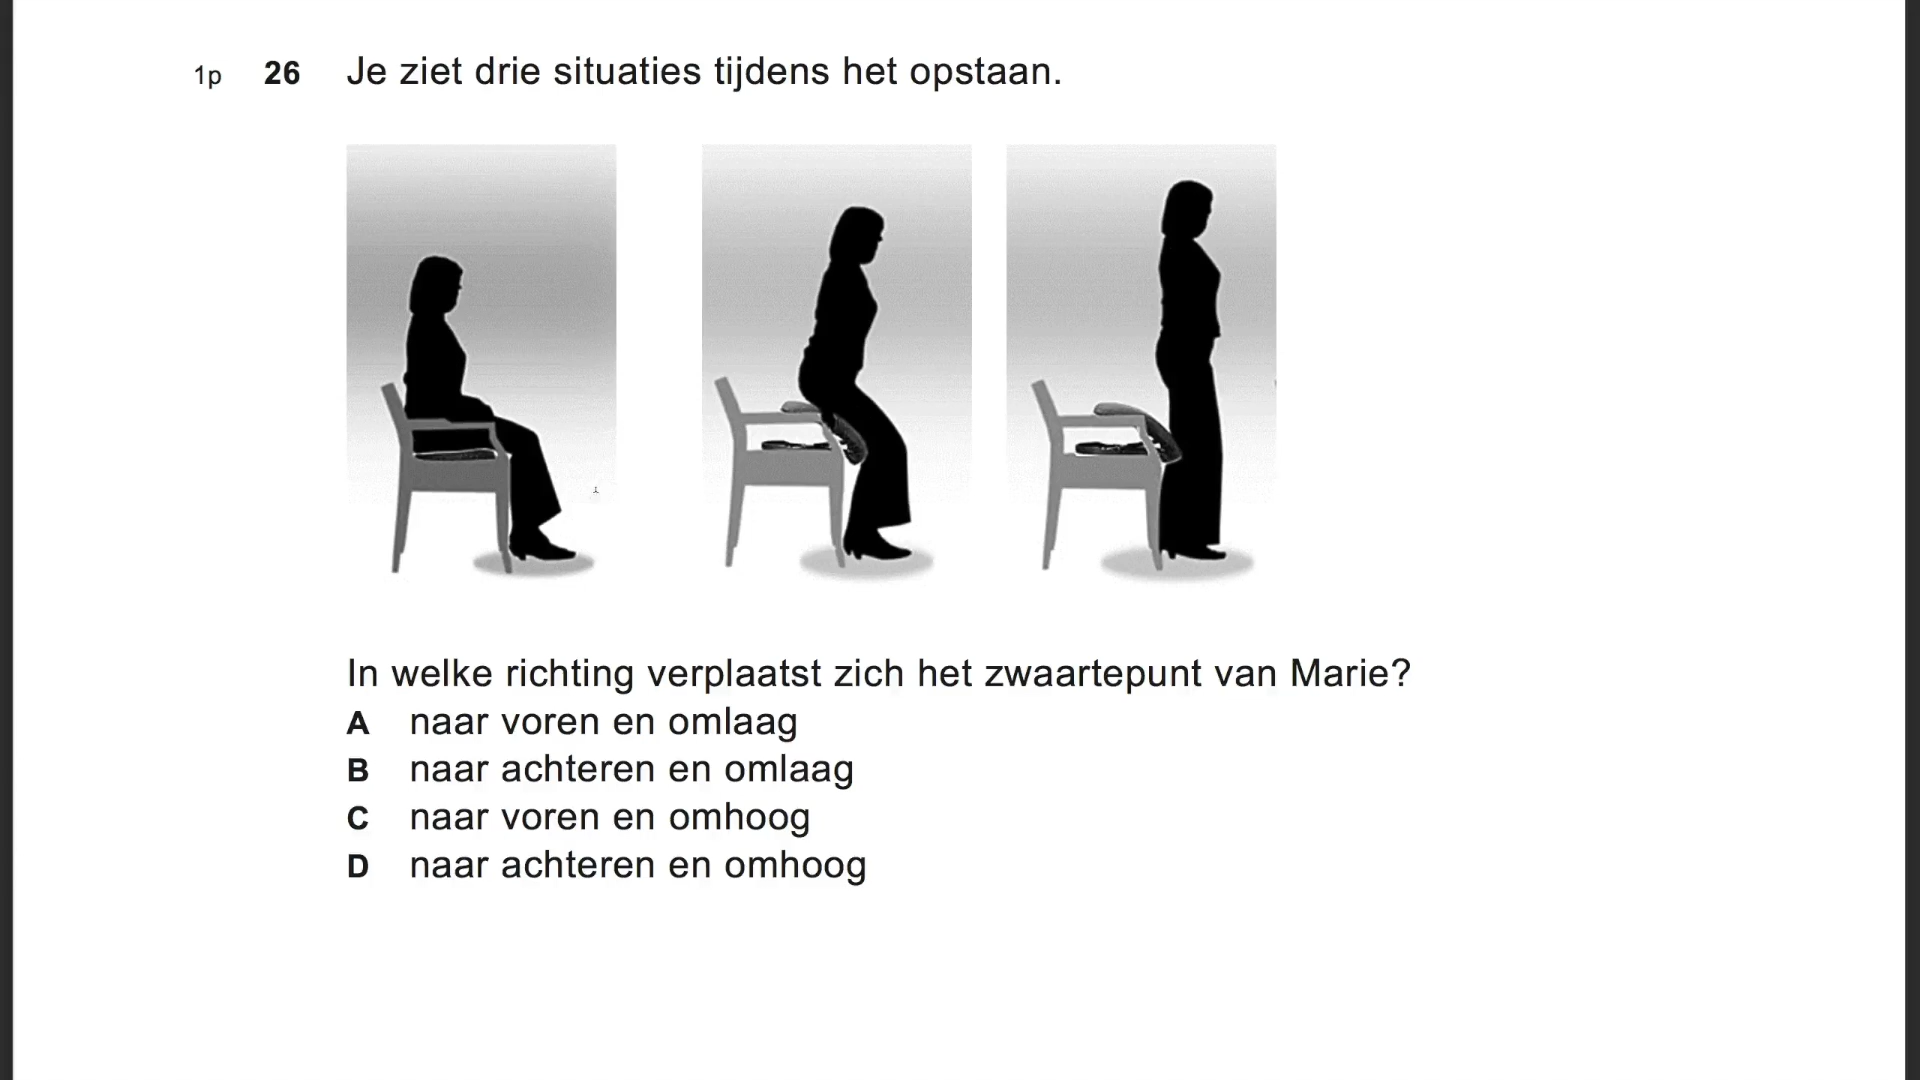 1p 26 Je ziet drie situaties tijdens het opstaan.
In welke richting verplaatst zich het zwaartepunt van Marie?
A naar voren en omlaag
B naar achteren en omlaag
C naar voren en omhoog
D naar achteren en omhoog